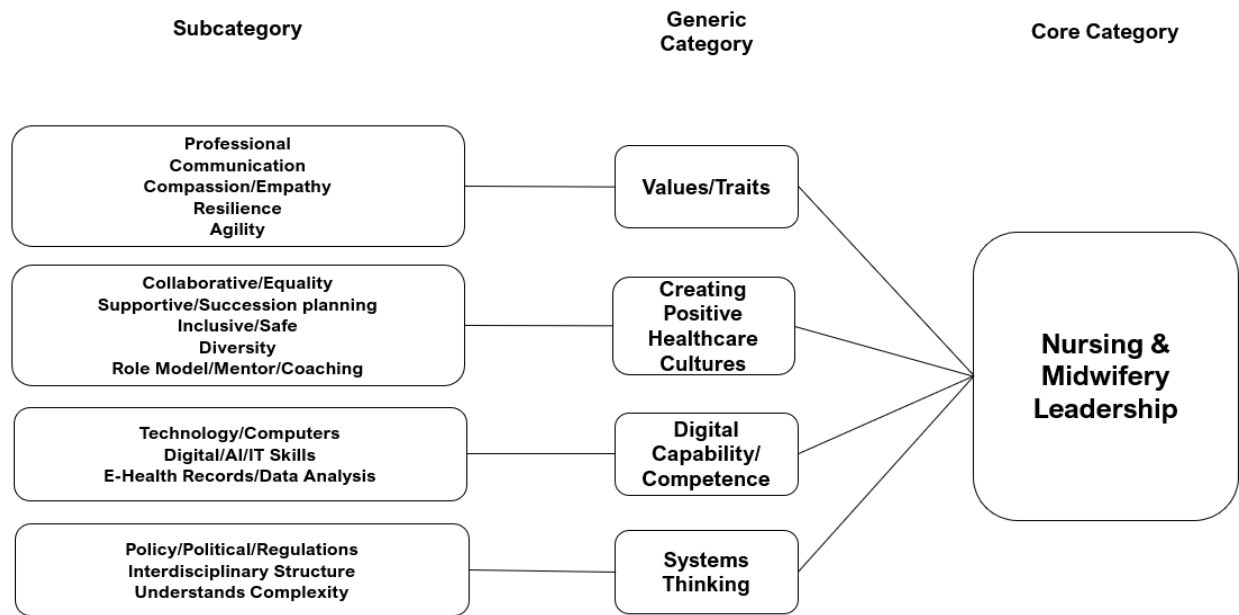 Subcategory
Generic
Category
Core Category
Professional
Communication
Compassion/Empathy
Resilience
Agility
Values/Traits
Collaborative/Equality
Supportive/Succession planning
Inclusive/Safe
Diversity
Role Model/Mentor/Coaching
Creating
Positive
Healthcare
Cultures
Technology/Computers
Digital/AI/IT Skills
E-Health Records/Data Analysis
Digital
Capability/
Competence
Policy/Political/Regulations
Interdisciplinary Structure
Understands Complexity
Systems
Thinking
Nursing &
Midwifery
Leadership